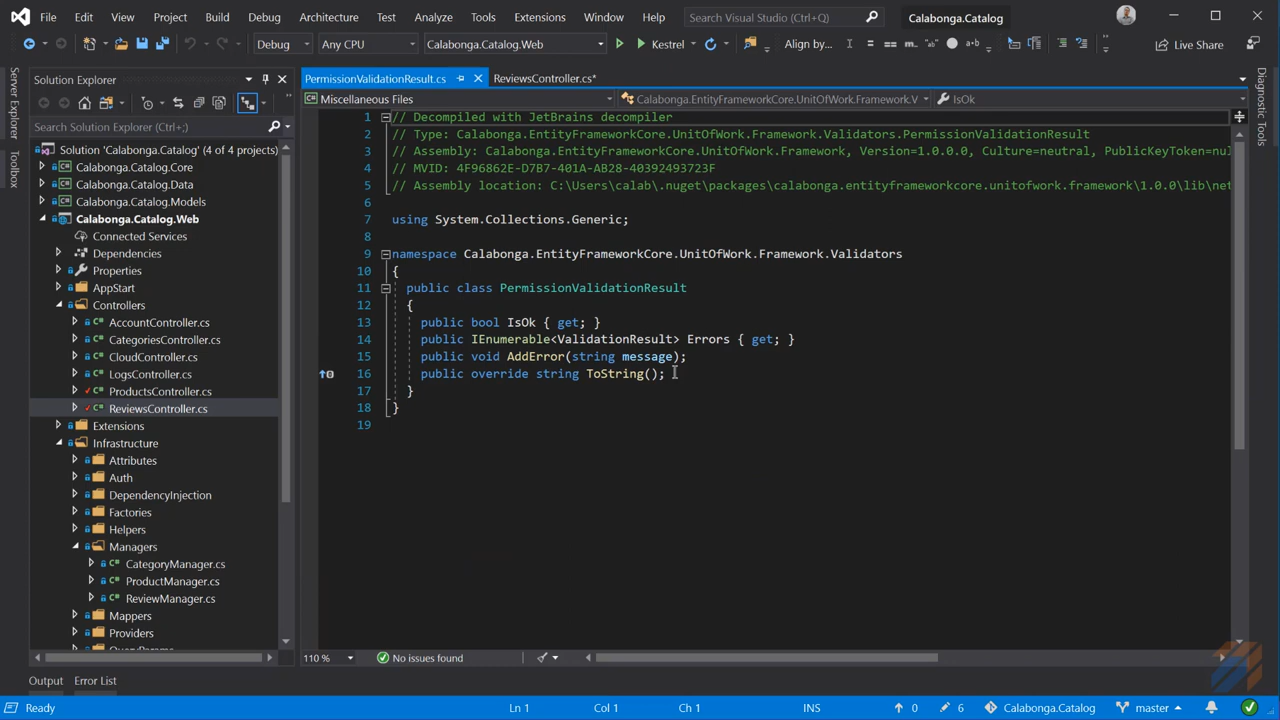 File Edit View Project Build Debug Architecture Test Analyze Tools Extensions Window Help Search Visual Studio (Ctrl+Q) Calabonga.Catalog
Debug Any CPU Calabonga.Catalog.Web Kestrel Align by... Live Share
Server Explorer
Toolbox
Solution Explorer
Search Solution Explorer (Ctrl+;)
Solution 'Calabonga.Catalog' (4 of 4 projects)
Calabonga.Catalog.Core
Calabonga.Catalog.Data
Calabonga.Catalog.Models
Calabonga.Catalog.Web
Connected Services
Dependencies
Properties
AppStart
Controllers
AccountController.cs
CategoriesController.cs
CloudController.cs
LogsController.cs
ProductsController.cs
ReviewsController.cs
Extensions
Infrastructure
Attributes
Auth
DependencyInjection
Factories
Helpers
Managers
CategoryManager.cs
ProductManager.cs
ReviewManager.cs
Mappers
Providers
QueryParams
PermissionValidationResult.cs ReviewsController.cs*
Miscellaneous Files Calabonga.EntityFrameworkCore.UnitOfWork.Framework.V IsOk
1 // Decompiled with JetBrains decompiler
2 // Type: Calabonga.EntityFrameworkCore.UnitOfWork.Framework.Validators.PermissionValidationResult
3 // Assembly: Calabonga.EntityFrameworkCore.UnitOfWork.Framework, Version=1.0.0.0, Culture=neutral, PublicKeyToken=nul
4 // MVID: 4F96862E-D7B7-401A-AB28-40392493723F
5 // Assembly location: C:\Users\calab\.nuget\packages\calabonga.entityframeworkcore.unitofwork.framework\1.0.0\lib\net
6
7 using System.Collections.Generic;
8
9 namespace Calabonga.EntityFrameworkCore.UnitOfWork.Framework.Validators
10 {
11 public class PermissionValidationResult
12 {
13 public bool IsOk { get; }
14 public IEnumerable<ValidationResult> Errors { get; }
15 public void AddError(string message);
16 public override string ToString();
17 }
18 }
19
Diagnostic Tools
110 % No issues found
Output Error List
Ready Ln 1 Col 1 Ch 1 INS 0 6 Calabonga.Catalog master